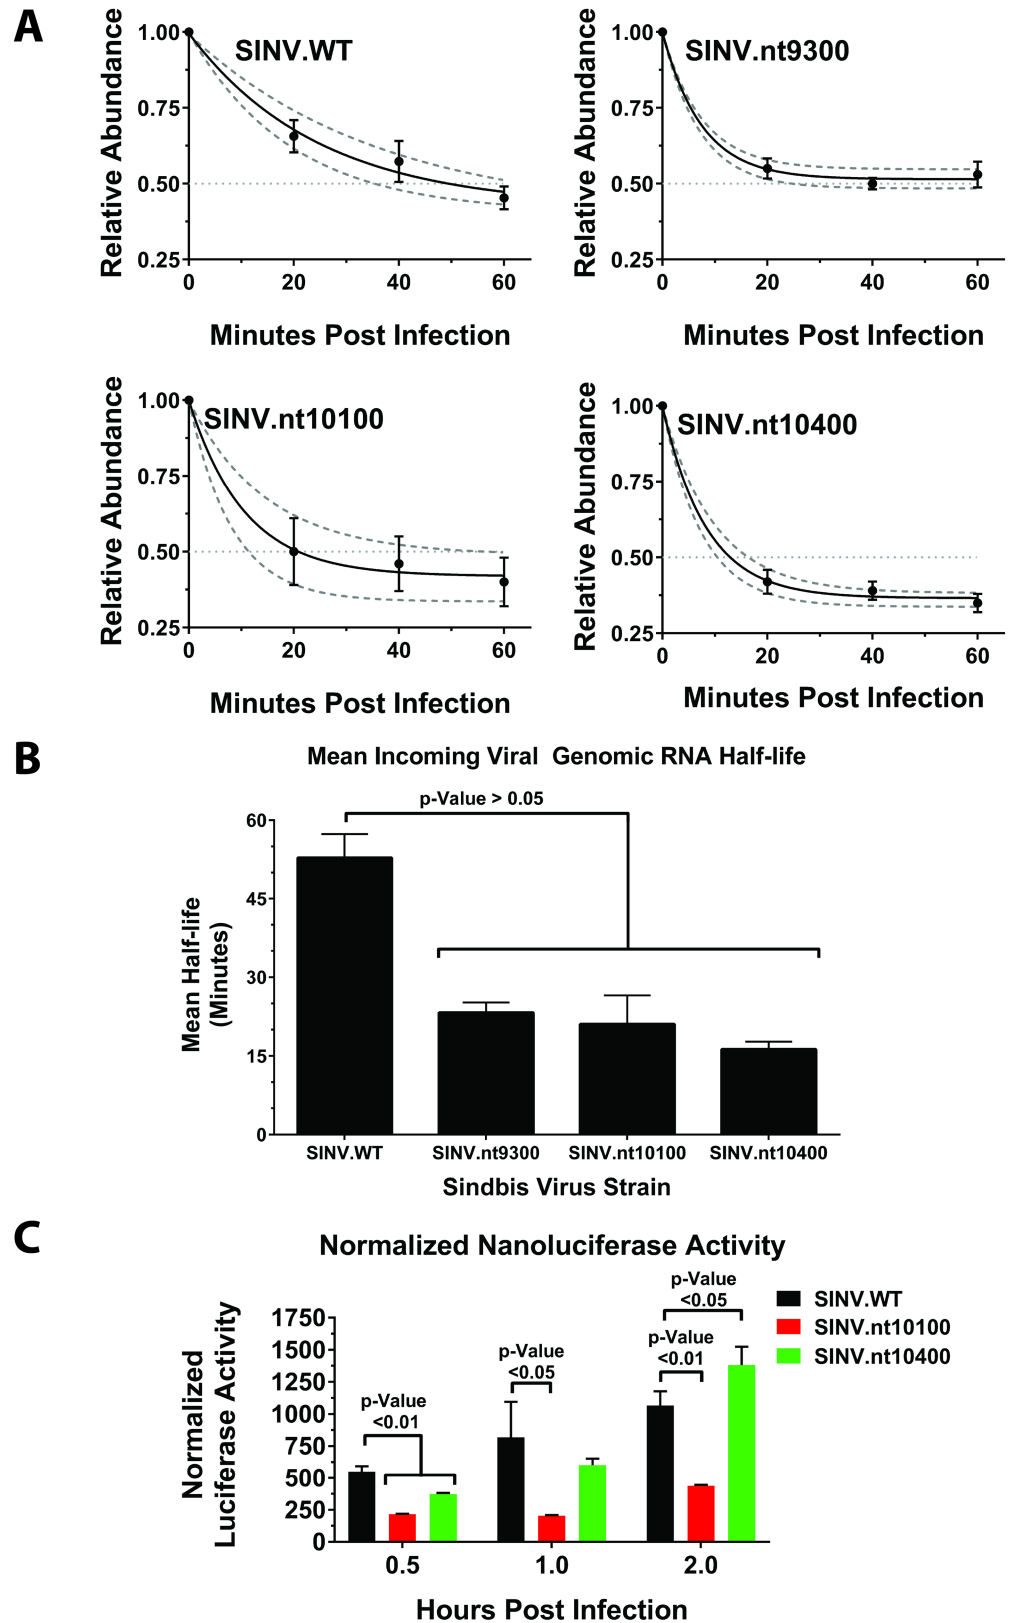 A
SINV.WT
Relative Abundance
1.00
0.75
0.50
0.25
0 20 40 60
Minutes Post Infection
SINV.nt9300
Relative Abundance
1.00
0.75
0.50
0.25
0 20 40 60
Minutes Post Infection
SINV.nt10100
Relative Abundance
1.00
0.75
0.50
0.25
0 20 40 60
Minutes Post Infection
SINV.nt10400
Relative Abundance
1.00
0.75
0.50
0.25
0 20 40 60
Minutes Post Infection
B
Mean Incoming Viral Genomic RNA Half-life
p-Value > 0.05
Mean Half-life
(Minutes)
60
45
30
15
0
SINV.WT SINV.nt9300 SINV.nt10100 SINV.nt10400
Sindbis Virus Strain
C
Normalized Nanoluciferase Activity
Normalized
Luciferase Activity
1750
1500
1250
1000
750
500
250
0
p-Value
<0.01
p-Value
<0.05
p-Value
<0.05
p-Value
<0.01
SINV.WT
SINV.nt10100
SINV.nt10400
0.5 1.0 2.0
Hours Post Infection